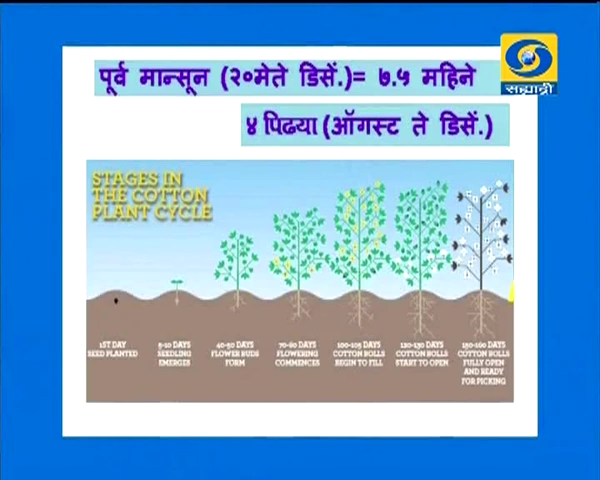 पूर्व मान्सून (२०मेते डिसें.)= ७.५ महिने
सह्याद्री
४ पिढया (ऑगस्ट ते डिसें.)
STAGES IN
THE COTTON
PLANT CYCLE
1ST DAY
SEED PLANTED
5-10 DAYS
SEEDLING
EMERGES
40-50 DAYS
FLOWER BUDS
FORM
70-80 DAYS
FLOWERING
COMMENCES
100-105 DAYS
COTTON BOLLS
BEGIN TO FILL
120-130 DAYS
COTTON BOLLS
START TO OPEN
150-160 DAYS
COTTON BOLLS
FULLY OPEN
AND READY
FOR PICKING